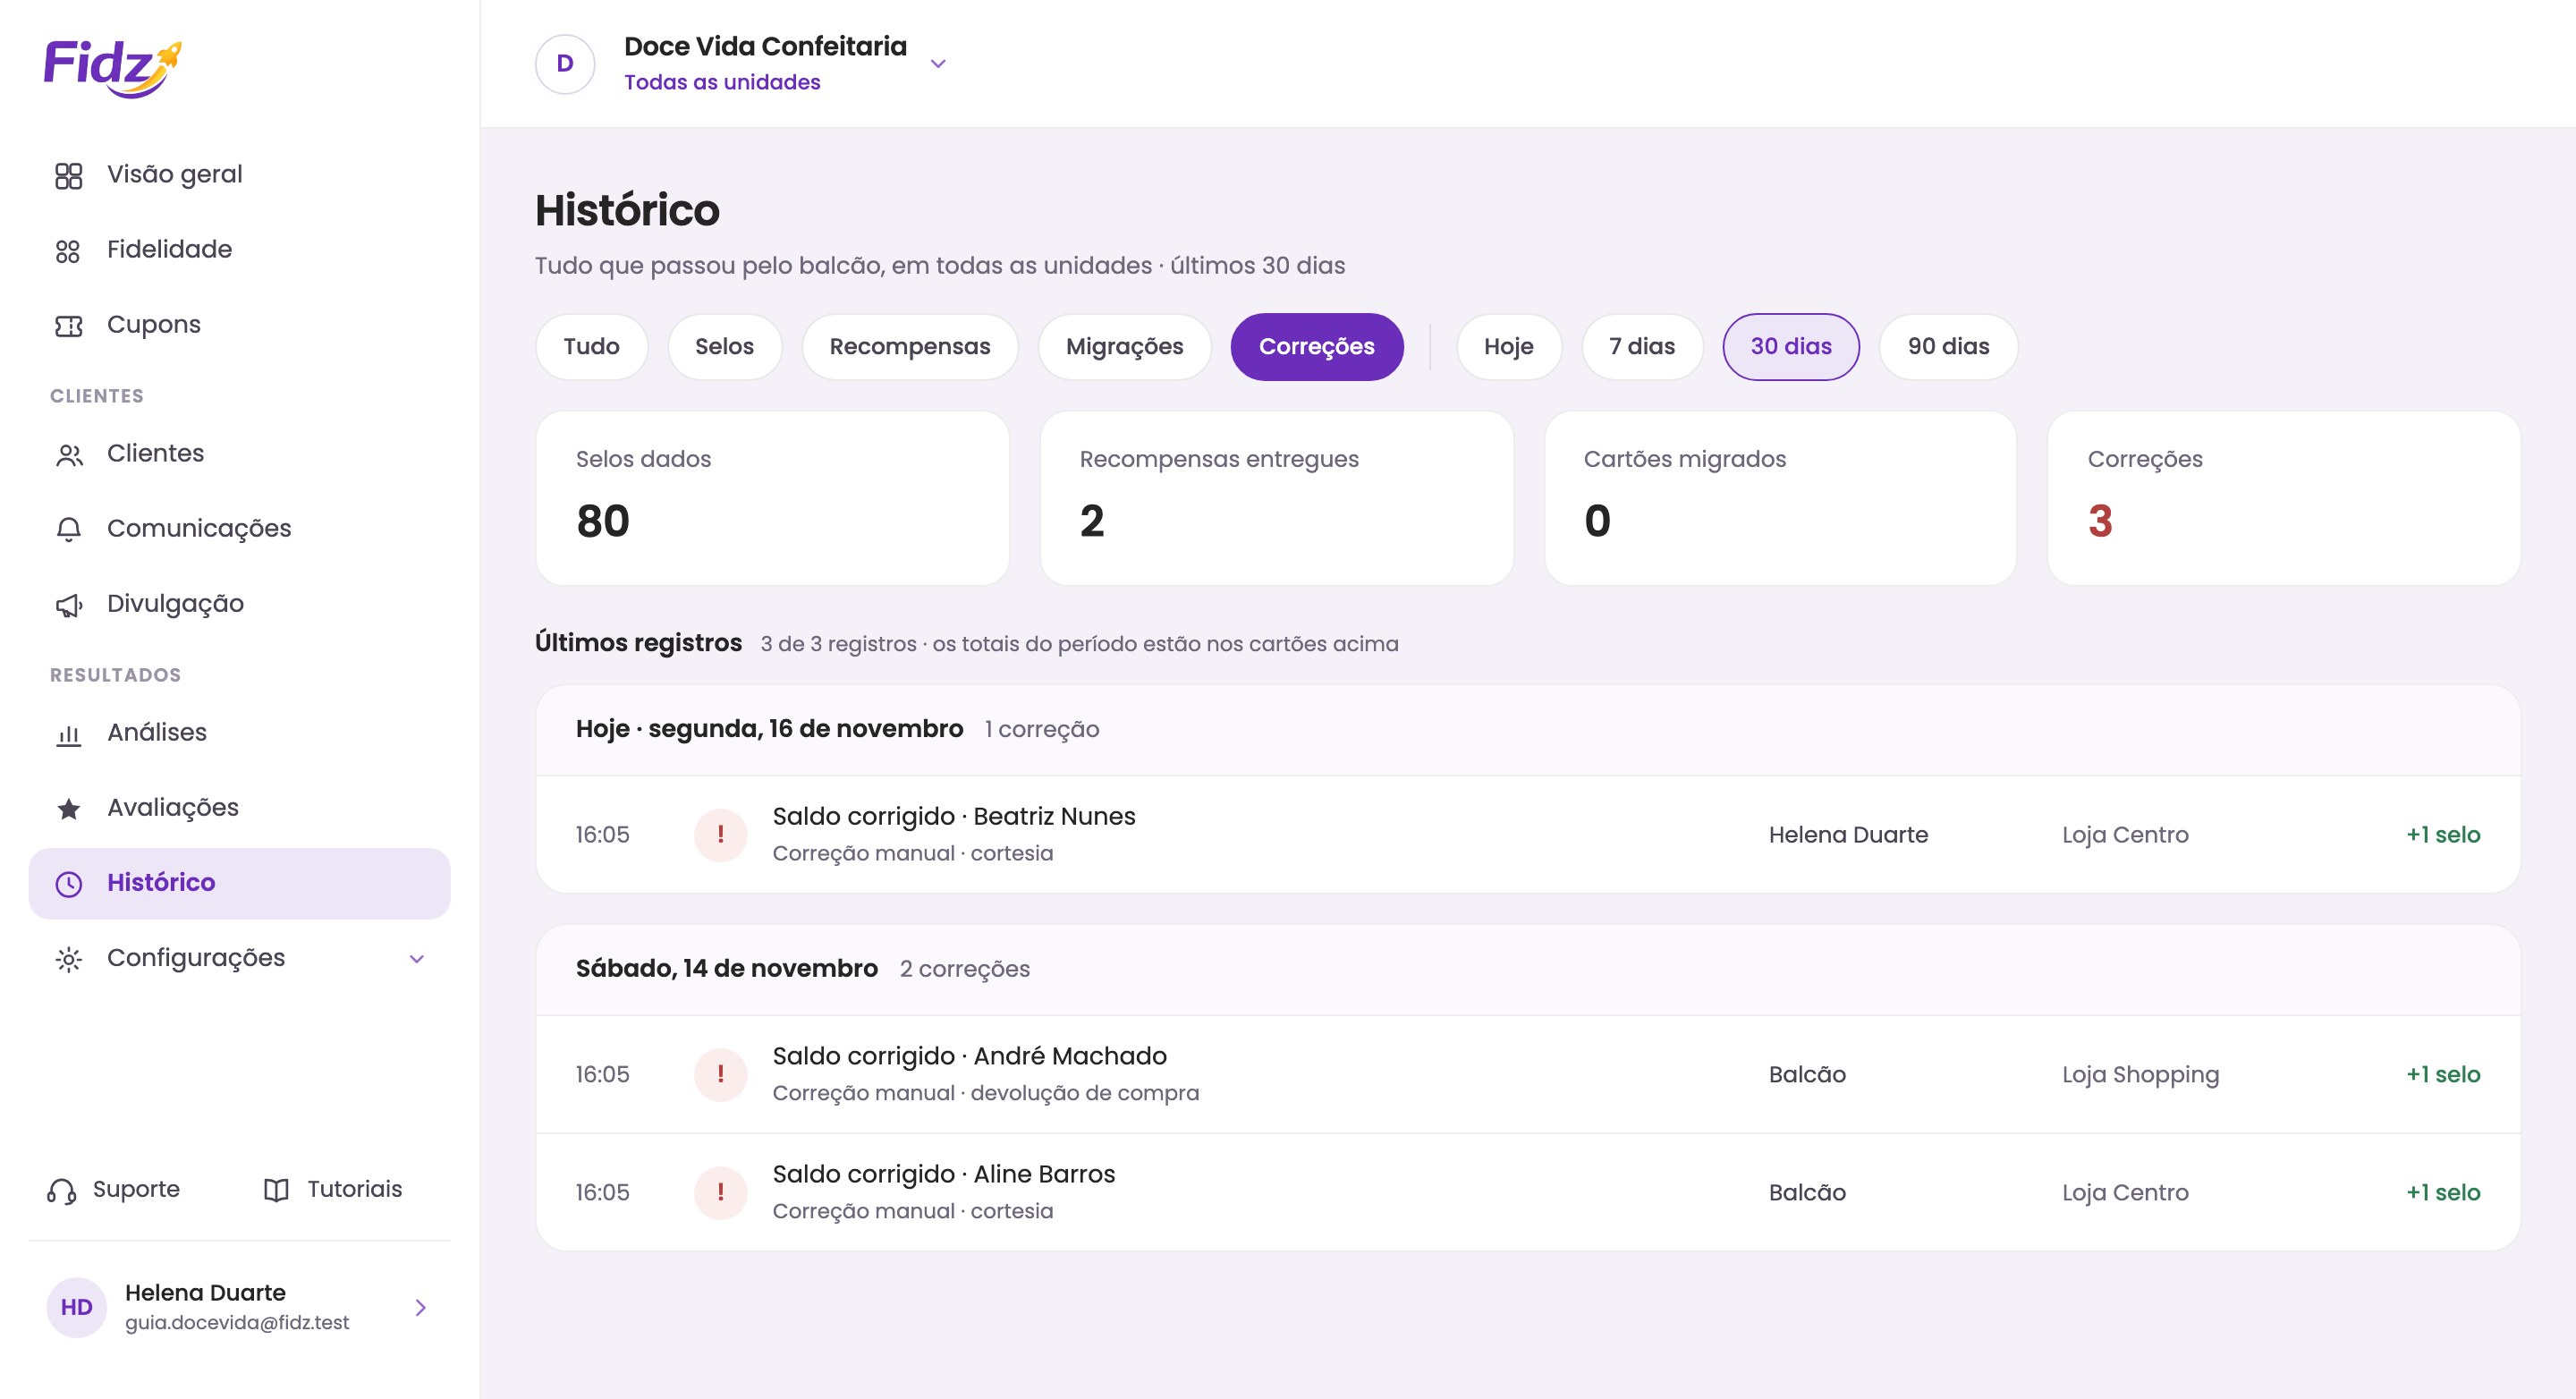 Fidz
Visão geral
Fidelidade
Cupons
CLIENTES
Clientes
Comunicações
Divulgação
RESULTADOS
Análises
Avaliações
Histórico
Configurações
Suporte
Tutoriais
HD
Helena Duarte
guia.docevida@fidz.test
D
Doce Vida Confeitaria
Todas as unidades
Histórico
Tudo que passou pelo balcão, em todas as unidades · últimos 30 dias
Tudo
Selos
Recompensas
Migrações
Correções
Hoje
7 dias
30 dias
90 dias
Selos dados
80
Recompensas entregues
2
Cartões migrados
0
Correções
3
Últimos registros 3 de 3 registros · os totais do período estão nos cartões acima
Hoje · segunda, 16 de novembro 1 correção
16:05 ! Saldo corrigido · Beatriz Nunes Helena Duarte Loja Centro +1 selo
Correção manual · cortesia
Sábado, 14 de novembro 2 correções
16:05 ! Saldo corrigido · André Machado Balcão Loja Shopping +1 selo
Correção manual · devolução de compra
16:05 ! Saldo corrigido · Aline Barros Balcão Loja Centro +1 selo
Correção manual · cortesia